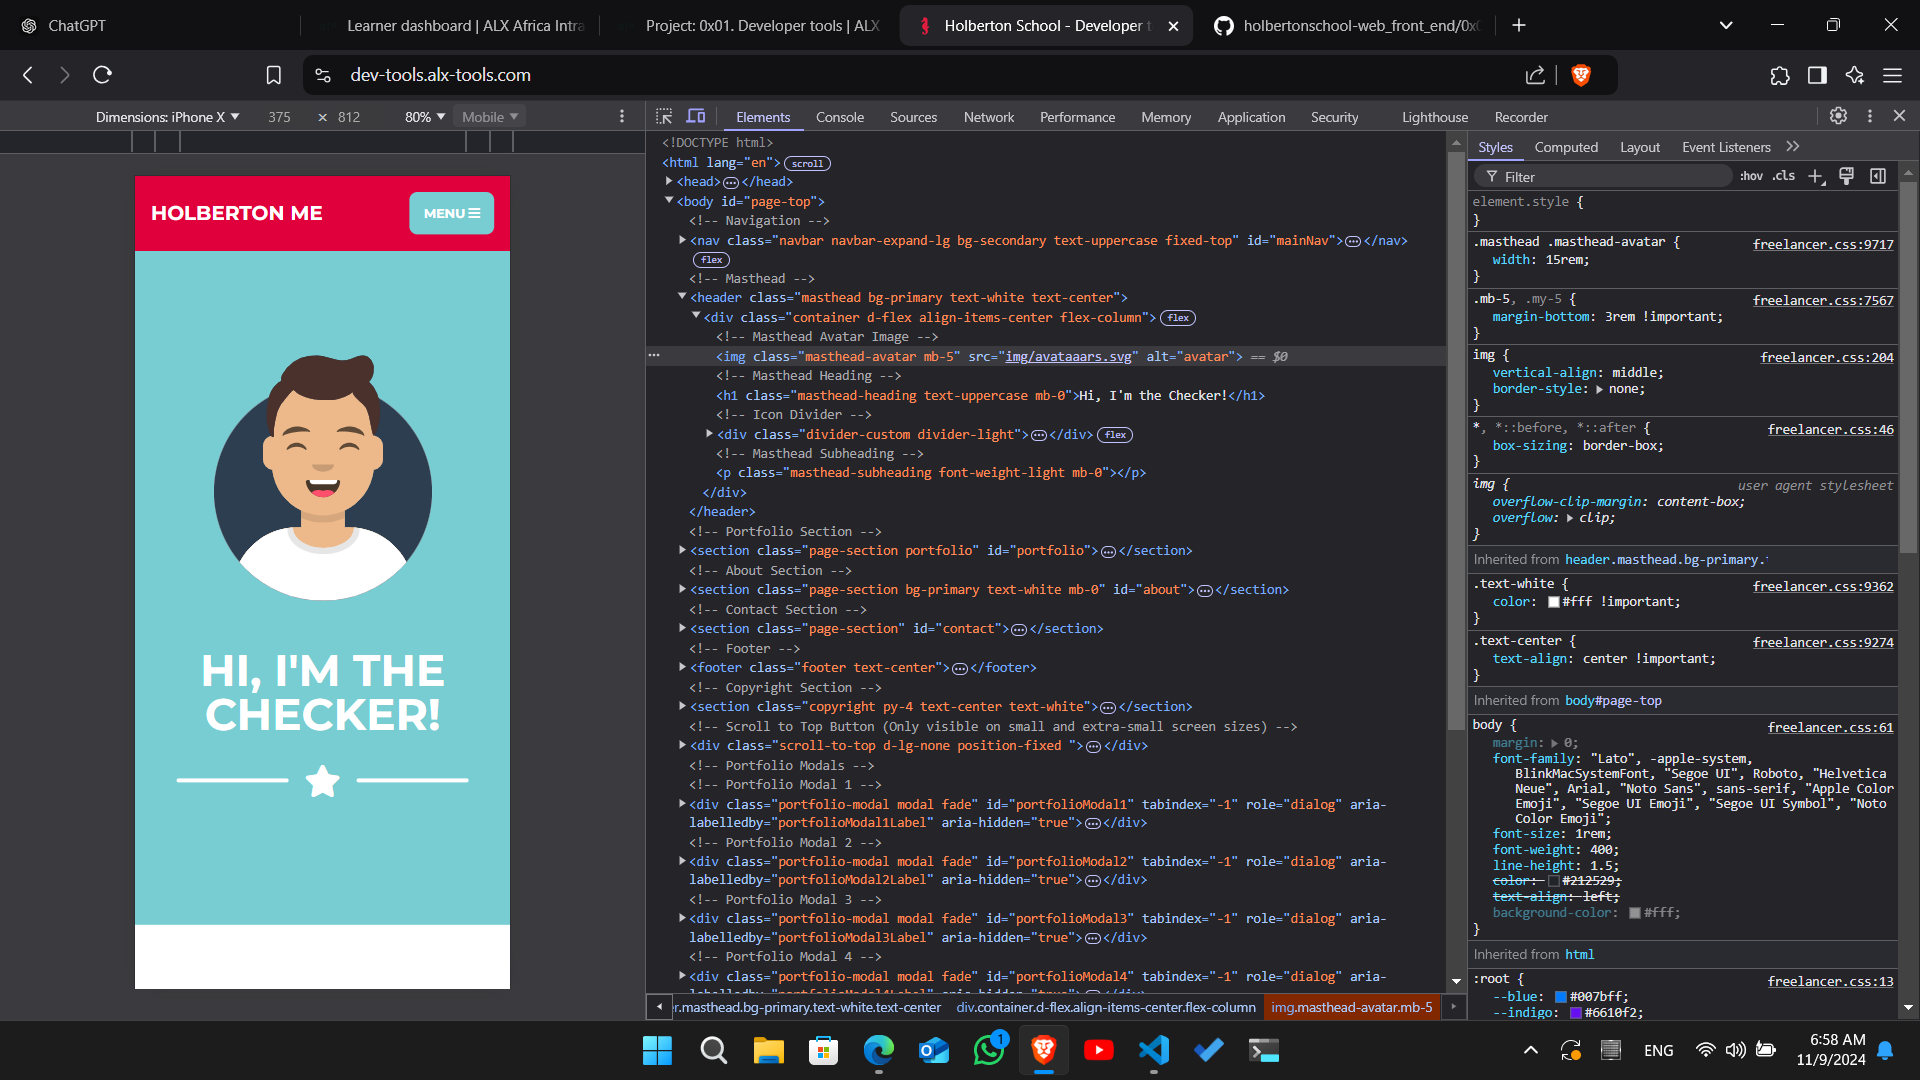 ChatGPT
Learner dashboard | ALX Africa Intra
Project: 0x01. Developer tools | ALX
Holberton School - Developer t
holbertonschool-web_front_end/0x0
dev-tools.alx-tools.com
Dimensions: iPhone X ▼ 375 × 812 80% ▼ Mobile ▼
Elements Console Sources Network Performance Memory Application Security Lighthouse Recorder
HOLBERTON ME
MENU
HI, I'M THE
CHECKER!
<!DOCTYPE html>
<html lang="en"> scroll
<head> ⋯ </head>
<body id="page-top">
<!-- Navigation -->
<nav class="navbar navbar-expand-lg bg-secondary text-uppercase fixed-top" id="mainNav"> ⋯ </nav>
flex
<!-- Masthead -->
<header class="masthead bg-primary text-white text-center">
<div class="container d-flex align-items-center flex-column"> flex
<!-- Masthead Avatar Image -->
<img class="masthead-avatar mb-5" src="img/avataaars.svg" alt="avatar"> == $0
<!-- Masthead Heading -->
<h1 class="masthead-heading text-uppercase mb-0">Hi, I'm the Checker!</h1>
<!-- Icon Divider -->
<div class="divider-custom divider-light"> ⋯ </div> flex
<!-- Masthead Subheading -->
<p class="masthead-subheading font-weight-light mb-0"></p>
</div>
</header>
<!-- Portfolio Section -->
<section class="page-section portfolio" id="portfolio"> ⋯ </section>
<!-- About Section -->
<section class="page-section bg-primary text-white mb-0" id="about"> ⋯ </section>
<!-- Contact Section -->
<section class="page-section" id="contact"> ⋯ </section>
<!-- Footer -->
<footer class="footer text-center"> ⋯ </footer>
<!-- Copyright Section -->
<section class="copyright py-4 text-center text-white"> ⋯ </section>
<!-- Scroll to Top Button (Only visible on small and extra-small screen sizes) -->
<div class="scroll-to-top d-lg-none position-fixed "> ⋯ </div>
<!-- Portfolio Modals -->
<!-- Portfolio Modal 1 -->
<div class="portfolio-modal modal fade" id="portfolioModal1" tabindex="-1" role="dialog" aria-
labelledby="portfolioModal1Label" aria-hidden="true"> ⋯ </div>
<!-- Portfolio Modal 2 -->
<div class="portfolio-modal modal fade" id="portfolioModal2" tabindex="-1" role="dialog" aria-
labelledby="portfolioModal2Label" aria-hidden="true"> ⋯ </div>
<!-- Portfolio Modal 3 -->
<div class="portfolio-modal modal fade" id="portfolioModal3" tabindex="-1" role="dialog" aria-
labelledby="portfolioModal3Label" aria-hidden="true"> ⋯ </div>
<!-- Portfolio Modal 4 -->
<div class="portfolio-modal modal fade" id="portfolioModal4" tabindex="-1" role="dialog" aria-
labelledby="portfolioModal4Label" aria-hidden="true"> ⋯ </div>
r.masthead.bg-primary.text-white.text-center div.container.d-flex.align-items-center.flex-column img.masthead-avatar.mb-5
Styles Computed Layout Event Listeners
Filter :hov .cls
element.style {
}
.masthead .masthead-avatar { freelancer.css:9717
width: 15rem;
}
.mb-5, .my-5 { freelancer.css:7567
margin-bottom: 3rem !important;
}
img { freelancer.css:204
vertical-align: middle;
border-style: ▶ none;
}
*, *::before, *::after { freelancer.css:46
box-sizing: border-box;
}
img { user agent stylesheet
overflow-clip-margin: content-box;
overflow: ▶ clip;
}
Inherited from header.masthead.bg-primary.
.text-white { freelancer.css:9362
color: #fff !important;
}
.text-center { freelancer.css:9274
text-align: center !important;
}
Inherited from body#page-top
body { freelancer.css:61
margin: ▶ 0;
font-family: "Lato", -apple-system,
BlinkMacSystemFont, "Segoe UI", Roboto, "Helvetica
Neue", Arial, "Noto Sans", sans-serif, "Apple Color
Emoji", "Segoe UI Emoji", "Segoe UI Symbol", "Noto
Color Emoji";
font-size: 1rem;
font-weight: 400;
line-height: 1.5;
color: #212529;
text-align: left;
background-color: #fff;
}
Inherited from html
:root { freelancer.css:13
--blue: #007bff;
--indigo: #6610f2;
1
ENG
6:58 AM
11/9/2024